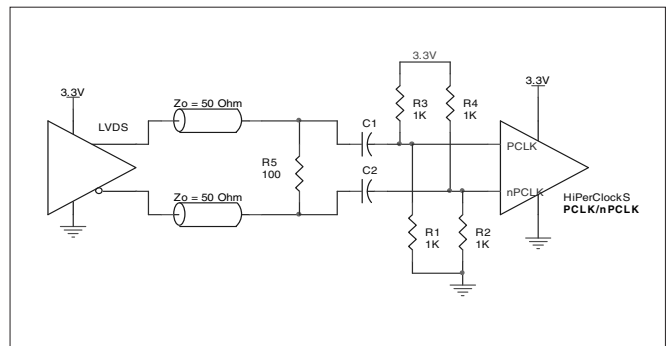 3.3V
3.3V
3.3V
Zo = 50 Ohm
LVDS
C1
R3
1K
R4
1K
PCLK
R5
100
Zo = 50 Ohm
C2
nPCLK
HiPerClockS
PCLK/nPCLK
R1
1K
R2
1K